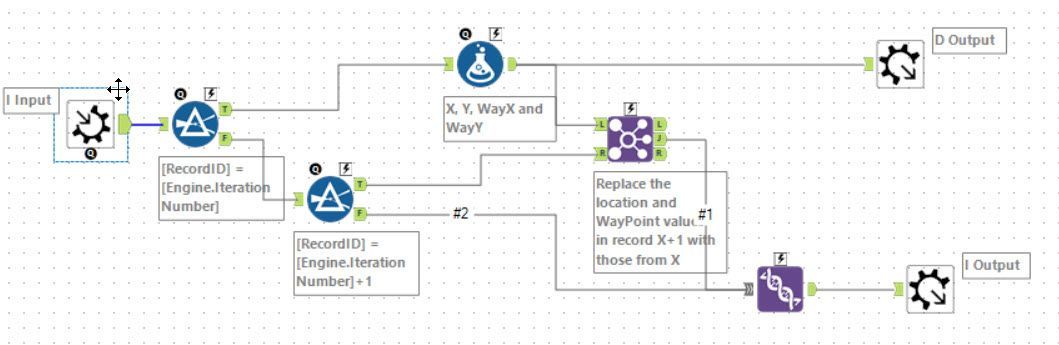 D Output
I Input
Q
Q
Q
Q
T
F
X, Y, WayX and
WayY
L
R
L
J
R
[RecordID] =
[Engine.Iteration
Number]
T
F
#2
Replace the
location and
WayPoint
#1
in record X+1 with
those from X
[RecordID] =
[Engine.Iteration
Number]+1
I Output